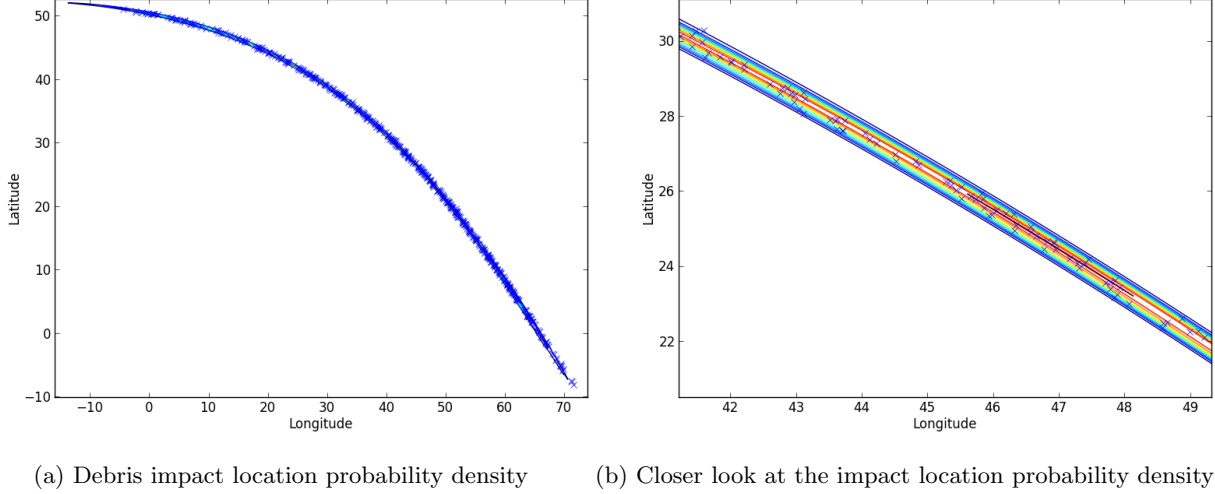 50
40
30
20
10
0
−10
Latitude
−10 0 10 20 30 40 50 60 70
Longitude
30
28
26
24
22
Latitude
42 43 44 45 46 47 48 49
Longitude
(a) Debris impact location probability density
(b) Closer look at the impact location probability density